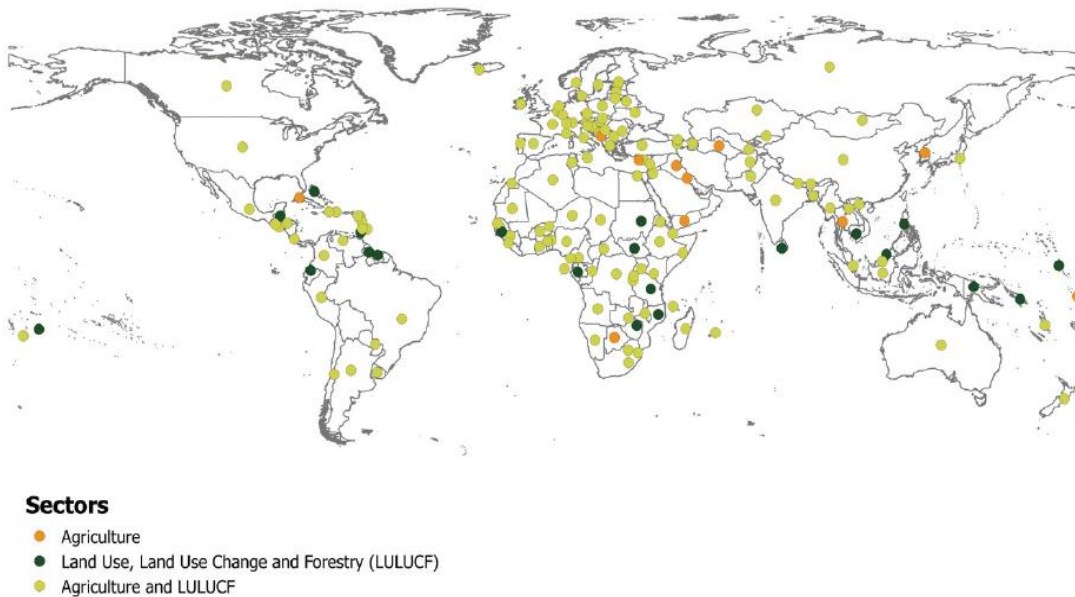 Sectors
Agriculture
Land Use, Land Use Change and Forestry (LULUCF)
Agriculture and LULUCF